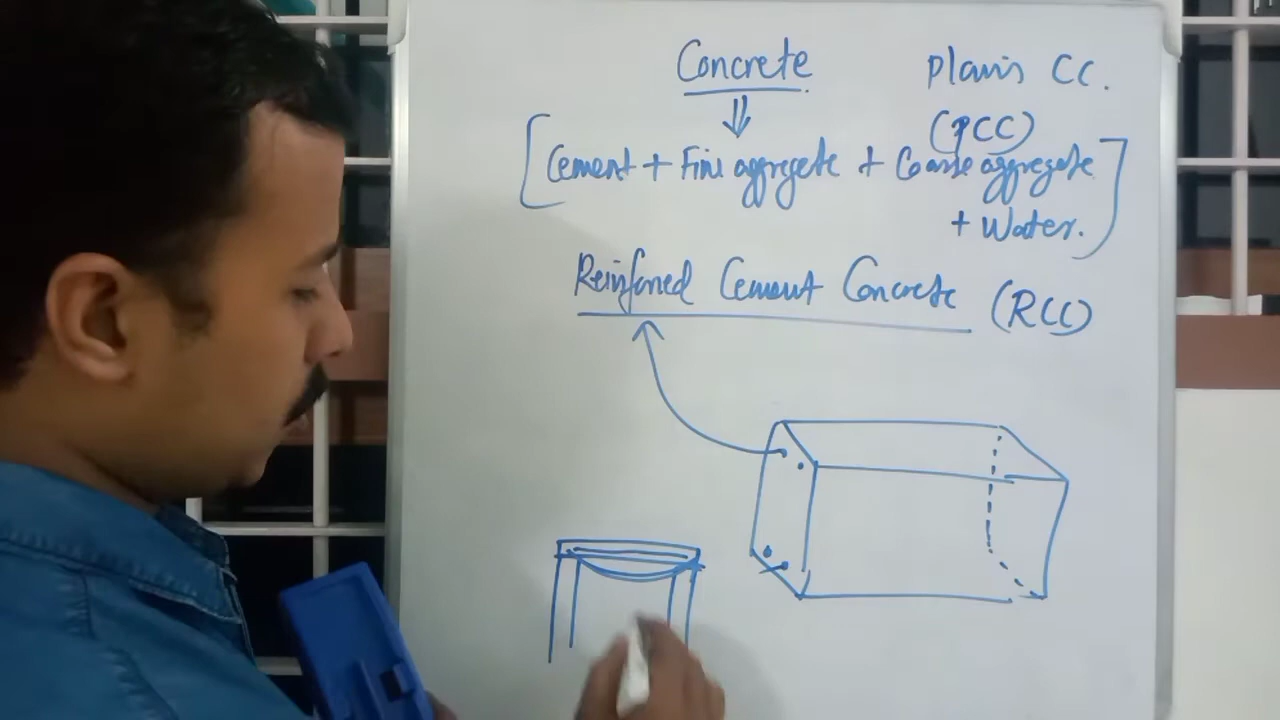 Concrete
Plain CC.
(PCC)
[Cement + Fine aggregate + Coarse aggregate
+ Water.]
Reinforced Cement Concrete (RCC)